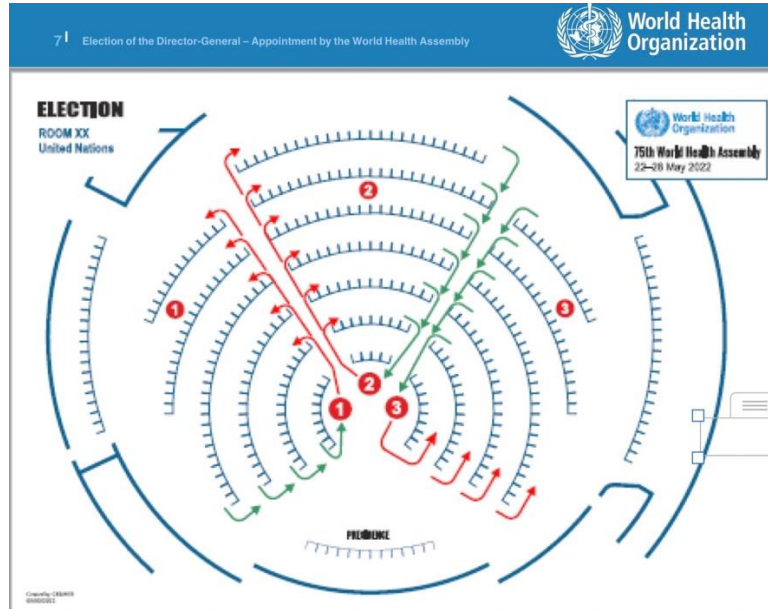 7
Election of the Director-General – Appointment by the World Health Assembly
World Health
Organization
ELECTION
ROOM XX
United Nations
World Health
Organization
75th World Health Assembly
22–28 May 2022
2
1
3
2
1
3